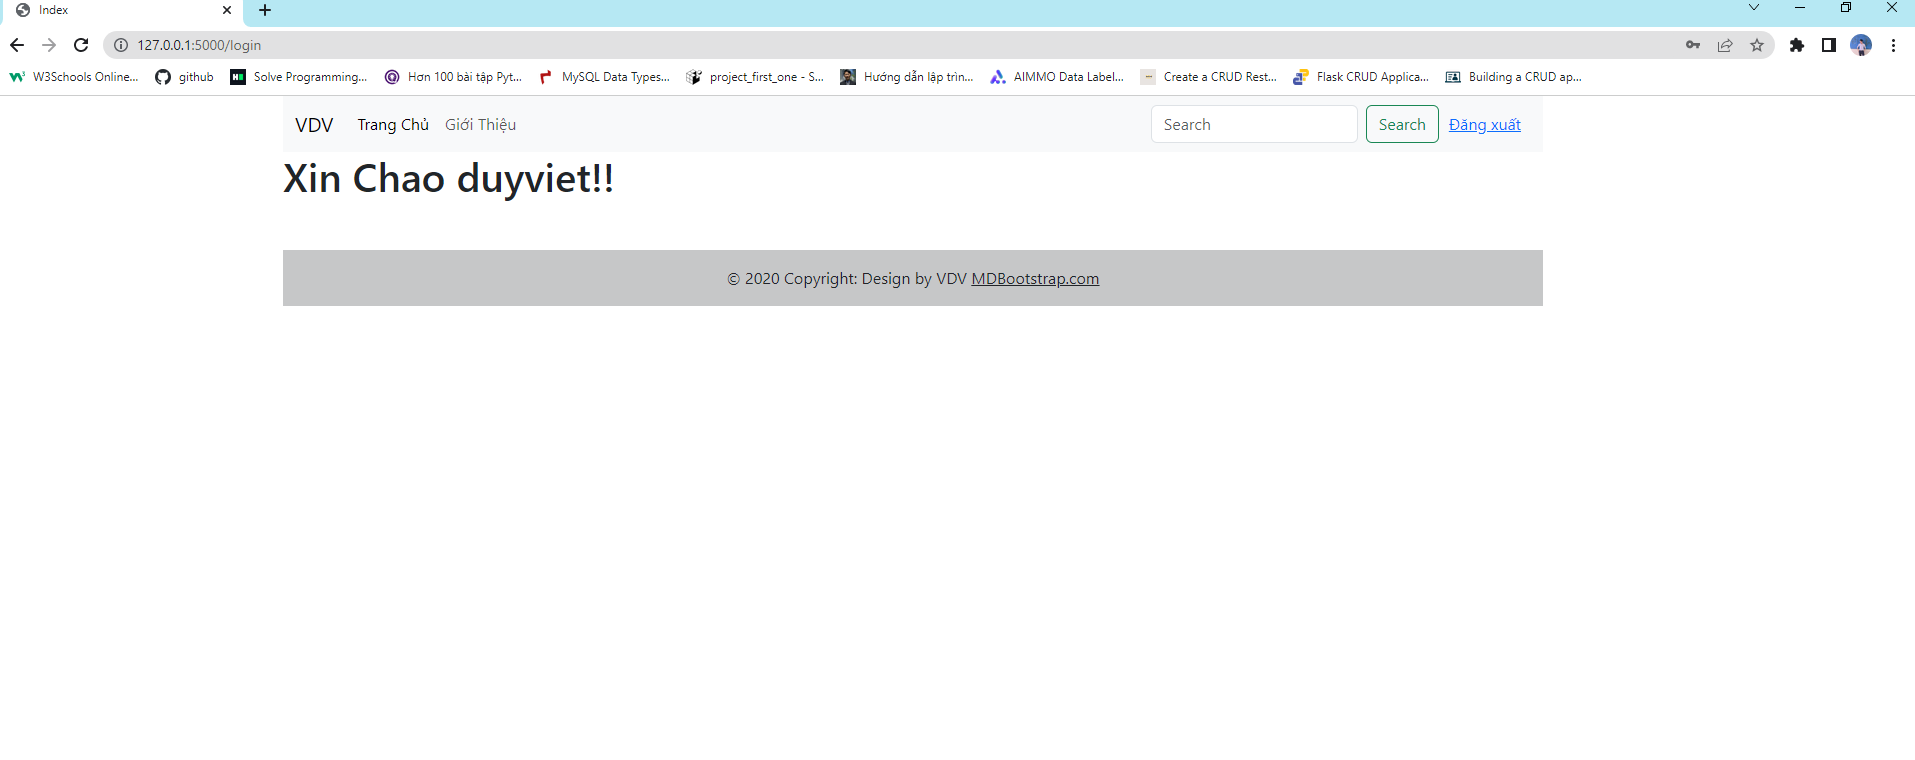 Index
127.0.0.1:5000/login
W3Schools Online... github Solve Programming... Hơn 100 bài tập Pyt... MySQL Data Types... project_first_one - S... Hướng dẫn lập trìn... AIMMO Data Label... Create a CRUD Rest... Flask CRUD Applica... Building a CRUD ap...
VDV Trang Chủ Giới Thiệu Search Search Đăng xuất
Xin Chao duyviet!!
© 2020 Copyright: Design by VDV MDBootstrap.com